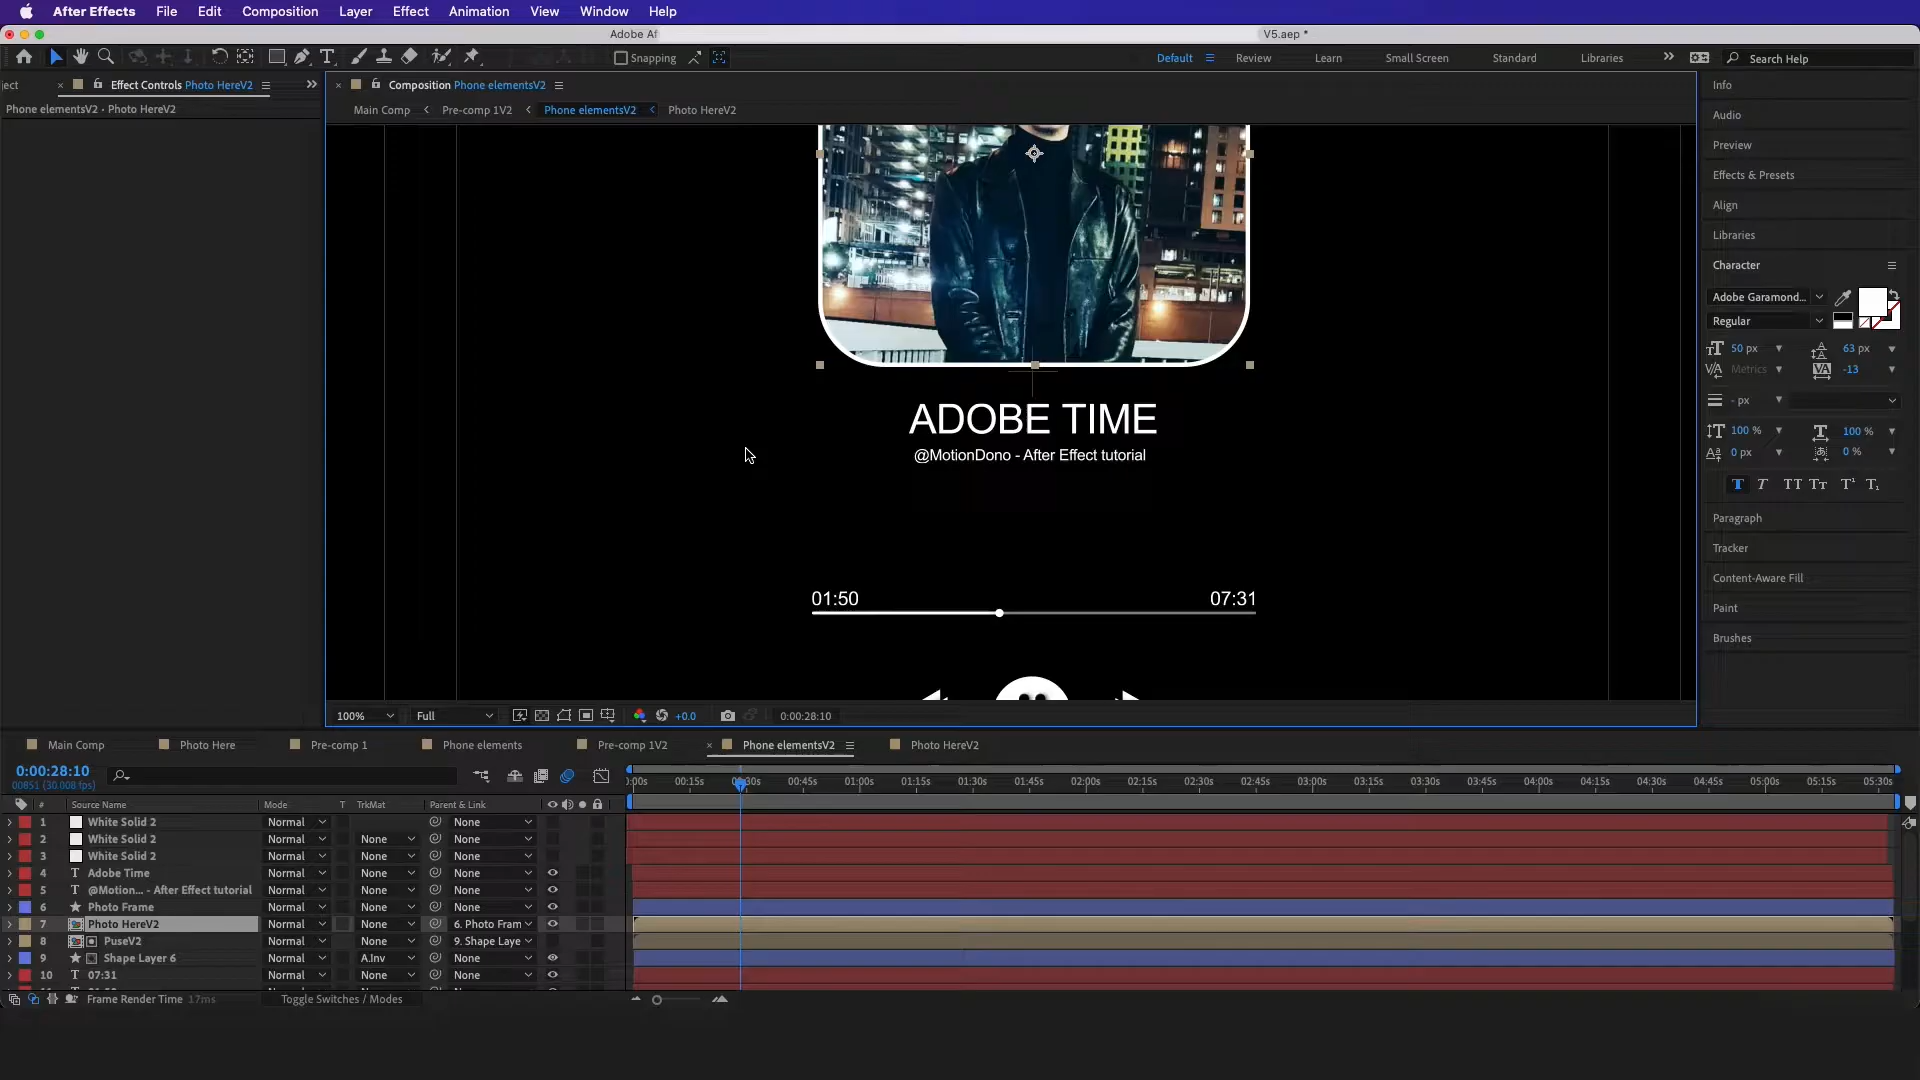 After Effects File Edit Composition Layer Effect Animation View Window Help
Adobe Af V5.aep *
Snapping Default Review Learn Small Screen Standard Libraries Search Help
ject Effect Controls Photo HereV2
Phone elementsV2 • Photo HereV2
Composition Phone elementsV2
Main Comp Pre-comp 1V2 Phone elementsV2 Photo HereV2
ADOBE TIME
@MotionDono - After Effect tutorial
01:50 07:31
100% Full +0.0 0:00:28:10
Info
Audio
Preview
Effects & Presets
Align
Libraries
Character
Adobe Garamond...
Regular
50 px 63 px
Metrics -13
- px
100 % 100 %
0 px 0 %
T T TT Tт T¹ T₁
Paragraph
Tracker
Content-Aware Fill
Paint
Brushes
Main Comp Photo Here Pre-comp 1 Phone elements Pre-comp 1V2 Phone elementsV2 Photo HereV2
0:00:28:10
00851 (30.008 fps)
:00s 00:15s 00:30s 00:45s 01:00s 01:15s 01:30s 01:45s 02:00s 02:15s 02:30s 02:45s 03:00s 03:15s 03:30s 03:45s 04:00s 04:15s 04:30s 04:45s 05:00s 05:15s 05:30s
# Source Name Mode T TrkMat Parent & Link
1 White Solid 2 Normal None
2 White Solid 2 Normal None None
3 White Solid 2 Normal None None
4 T Adobe Time Normal None None
5 T @Motion... - After Effect tutorial Normal None None
6 Photo Frame Normal None None
7 Photo HereV2 Normal None 6. Photo Fram
8 PuseV2 Normal None 9. Shape Laye
9 Shape Layer 6 Normal A.Inv None
10 T 07:31 Normal None None
Frame Render Time 17ms Toggle Switches / Modes